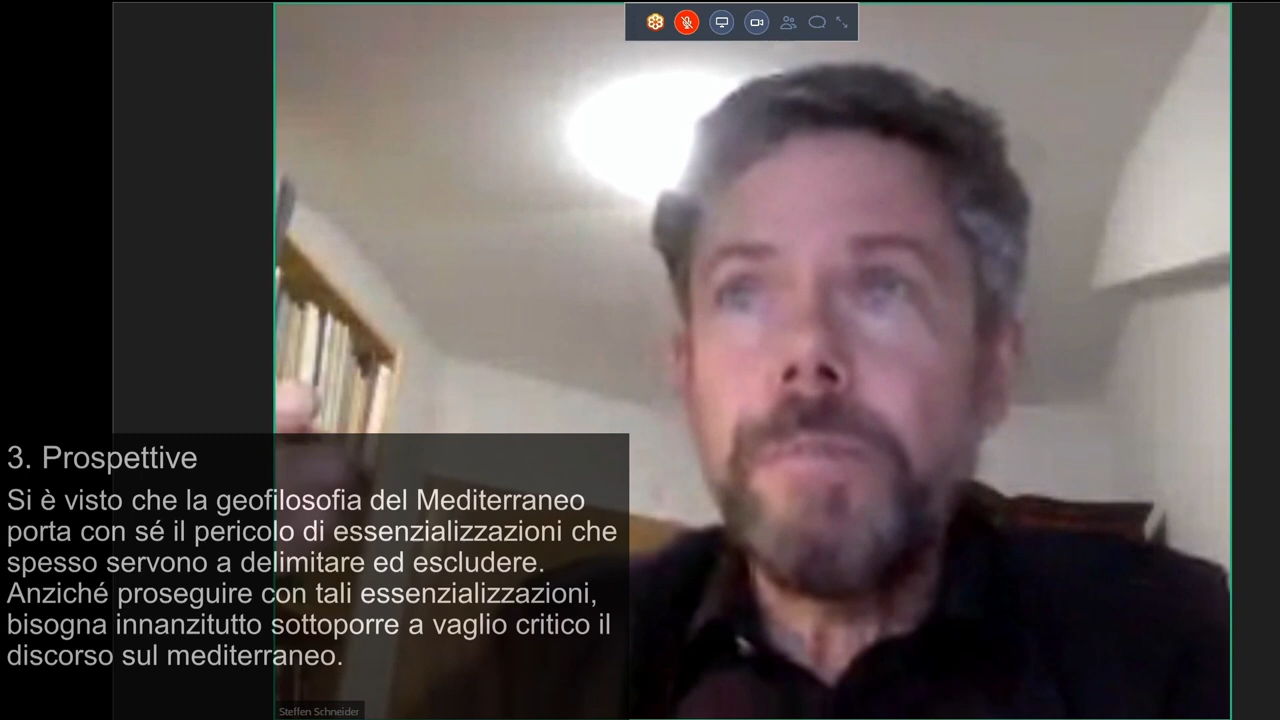 3. Prospettive
Si è visto che la geofilosofia del Mediterraneo
porta con sé il pericolo di essenzializzazioni che
spesso servono a delimitare ed escludere.
Anziché proseguire con tali essenzializzazioni,
bisogna innanzitutto sottoporre a vaglio critico il
discorso sul mediterraneo.
Steffen Schneider